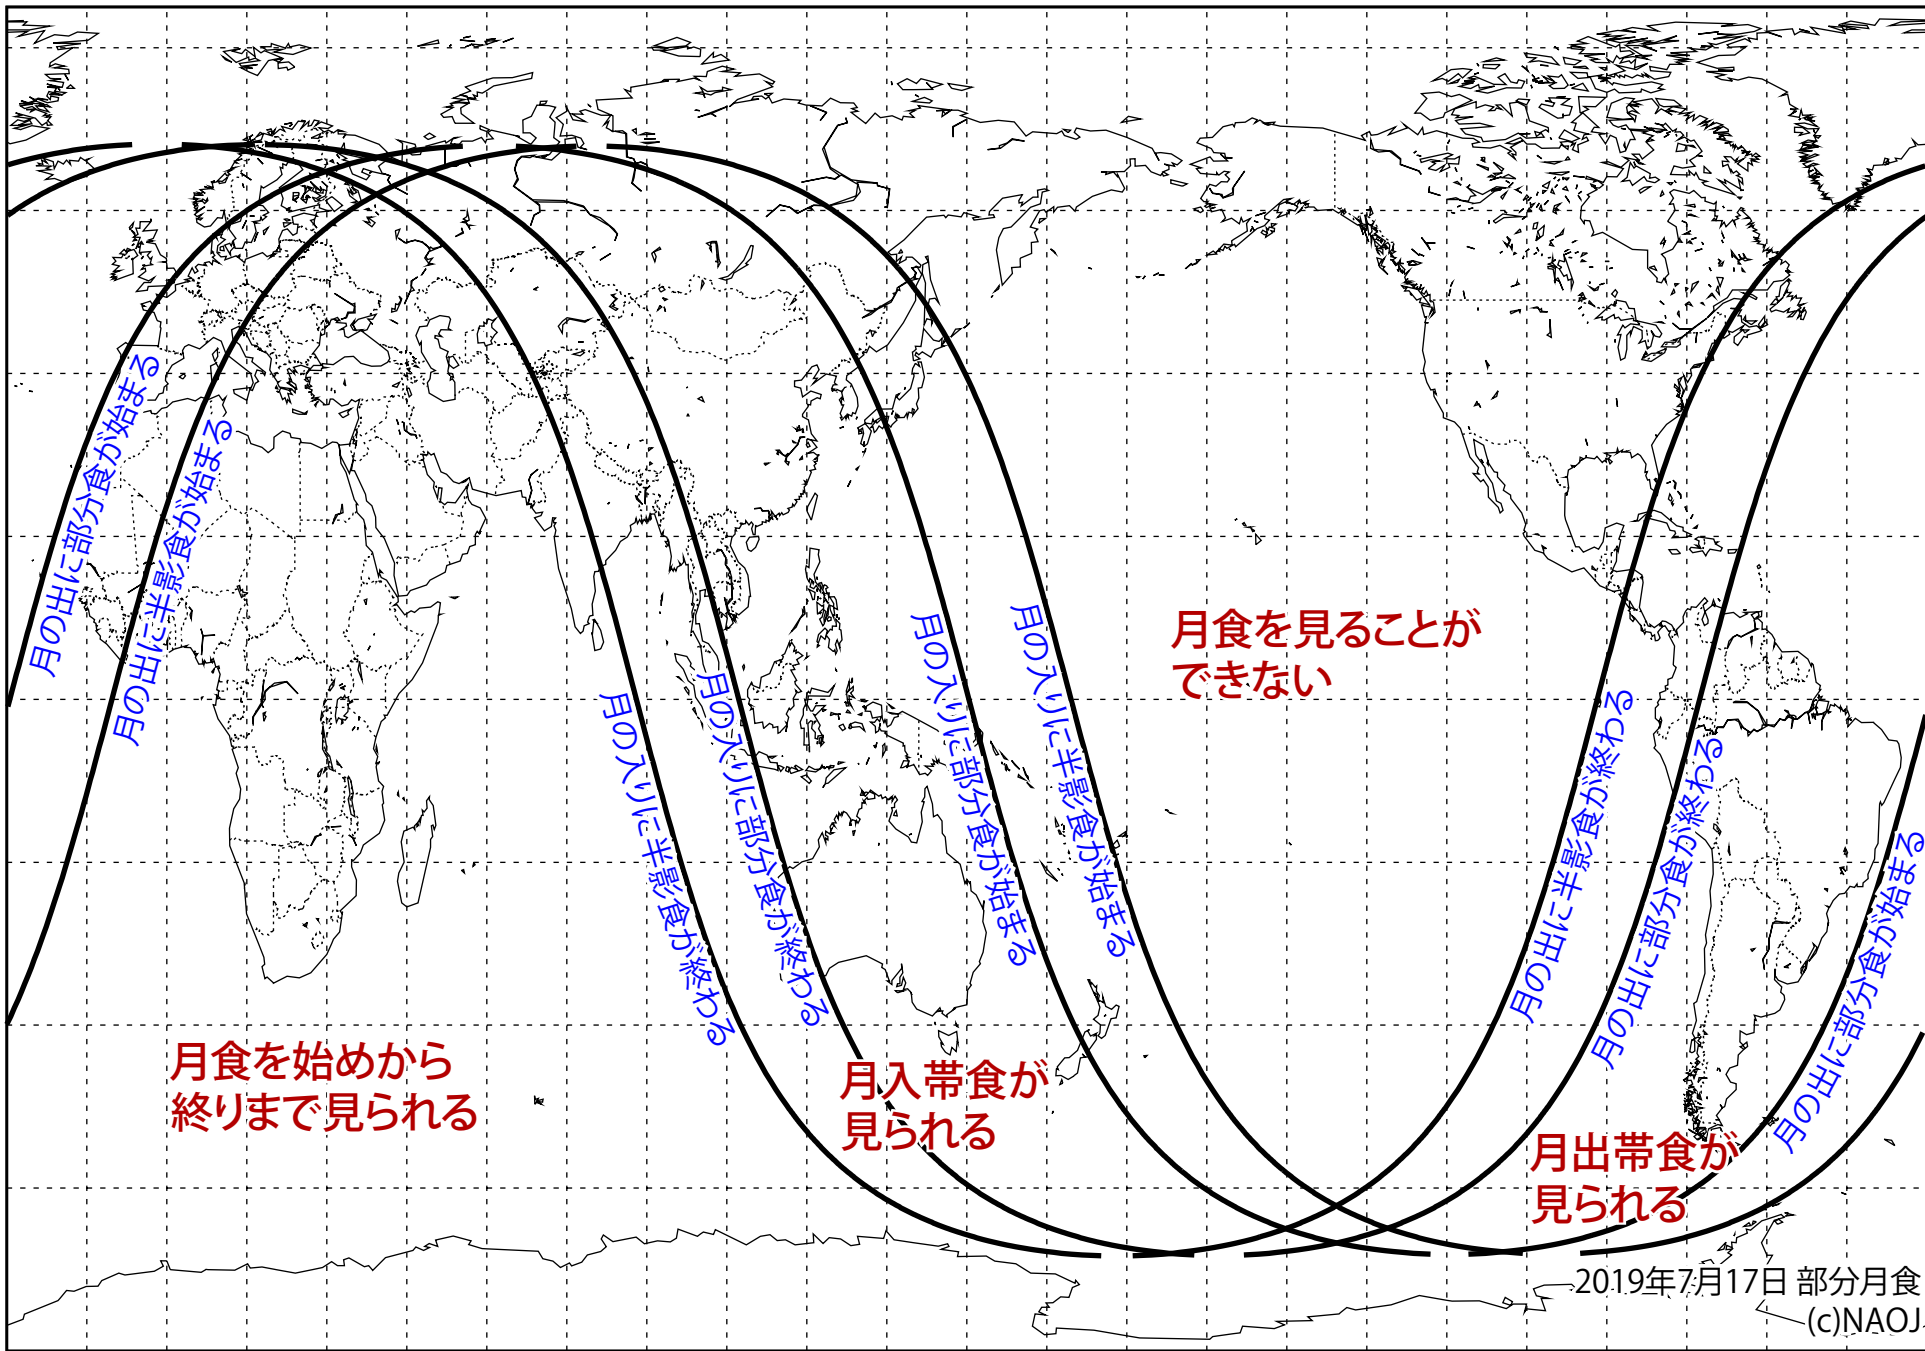 月の出に部分食が始まる
月の出に半影食が始まる
月の入りに半影食が終わる
月の入りに部分食が終わる
月の入りに部分食が始まる
月の入りに半影食が始まる
月食を見ることが
できない
月の出に半影食が終わる
月の出に部分食が終わる
月の出に部分食が始まる
月食を始めから
終りまで見られる
月入帯食が
見られる
月出帯食が
見られる
2019年7月17日 部分月食
(c)NAOJ